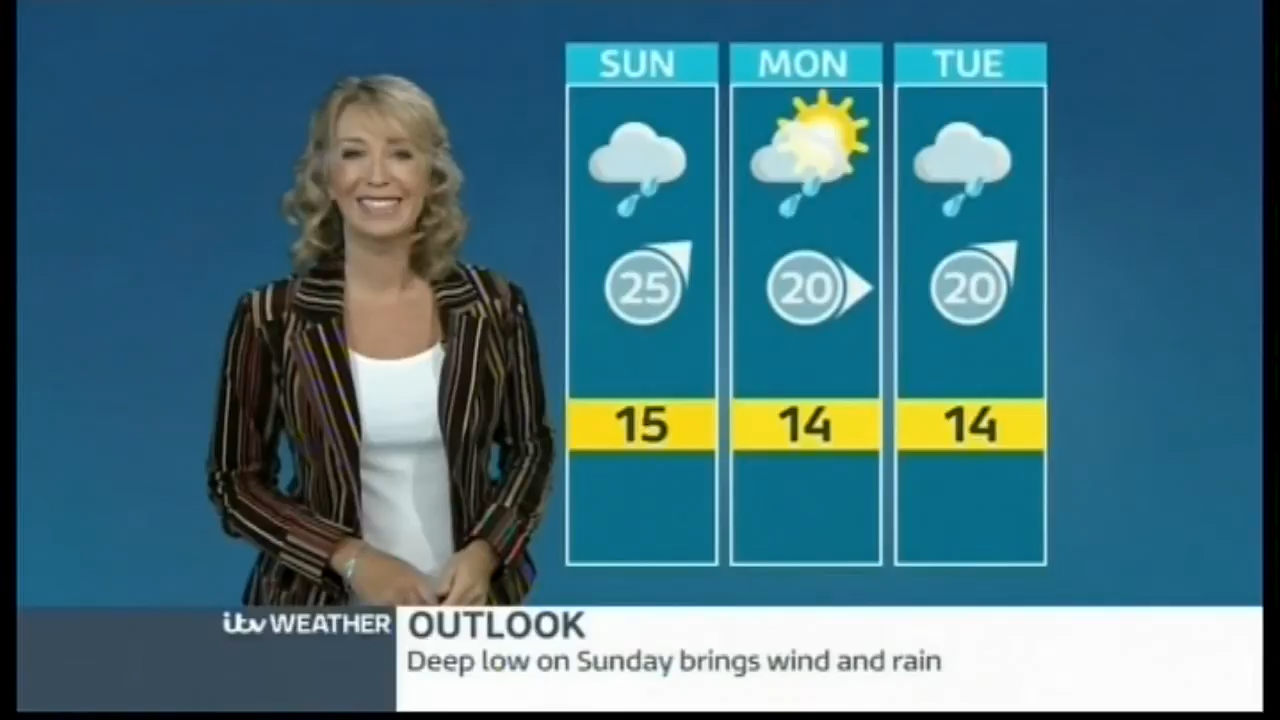 SUN MON TUE
25 20 20
15 14 14
itv WEATHER
OUTLOOK
Deep low on Sunday brings wind and rain